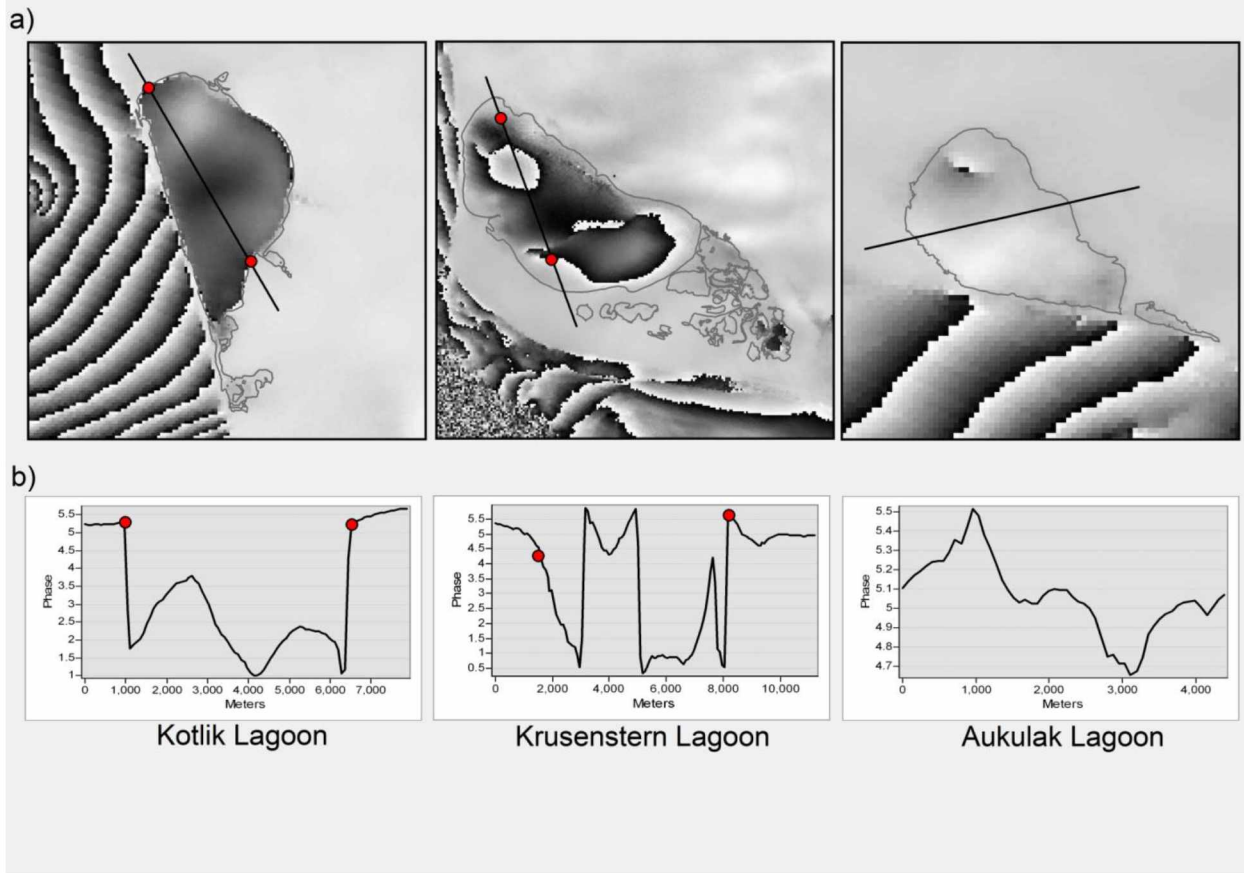 a)
b)
5.5
5
4.5
4
3.5
3
2.5
2
1.5
1
Phase
0 1,000 2,000 3,000 4,000 5,000 6,000 7,000
Meters
Kotlik Lagoon
5.5
5
4.5
4
3.5
3
2.5
2
1.5
1
0.5
Phase
0 2,000 4,000 6,000 8,000 10,000
Meters
Krusenstern Lagoon
5.5
5.4
5.3
5.2
5.1
5
4.9
4.8
4.7
Phase
0 1,000 2,000 3,000 4,000
Meters
Aukulak Lagoon